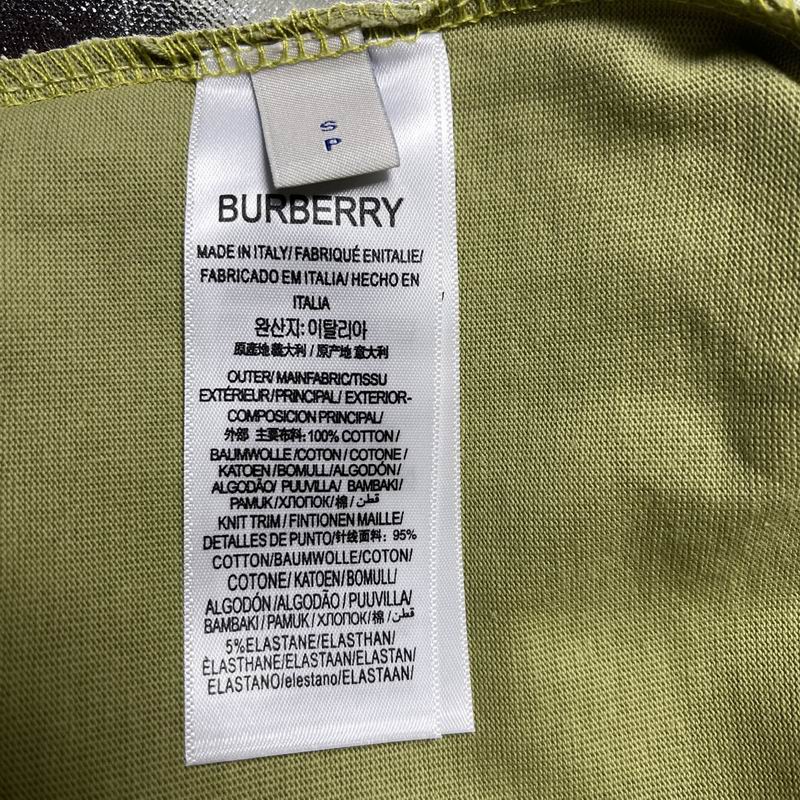 S
P
BURBERRY
MADE IN ITALY/ FABRIQUÉ ENITALIE/
FABRICADO EM ITALIA/ HECHO EN
ITALIA
완산지: 이탈리아
原產地義大利 / 原产地 意大利
OUTER/ MAINFABRIC/TISSU
EXTÉRIEUR/PRINCIPAL/ EXTERIOR-
COMPOSICION PRINCIPAL/
外部 主要布料: 100% COTTON /
BAUMWOLLE /COTON / COTONE /
KATOEN /BOMULL/ALGODÓN/
ALGODÃO/ PUUVILLA/ BAMBAKI/
PAMUK /ХЛОПОК/ 棉 / قطن
KNIT TRIM / FINTIONEN MAILLE/
DETALLES DE PUNTO/针线面料: 95%
COTTON/BAUMWOLLE/COTON/
COTONE/ KATOEN/BOMULL/
ALGODÓN /ALGODÃO / PUUVILLA/
BAMBAKI / PAMUK / ХЛОПОК/ 棉 / قطن
5%ELASTANE/ELASTHAN/
ÈLASTHANE/ELASTAAN/ELASTAN/
ELASTANO/elestano/ELASTAAN/